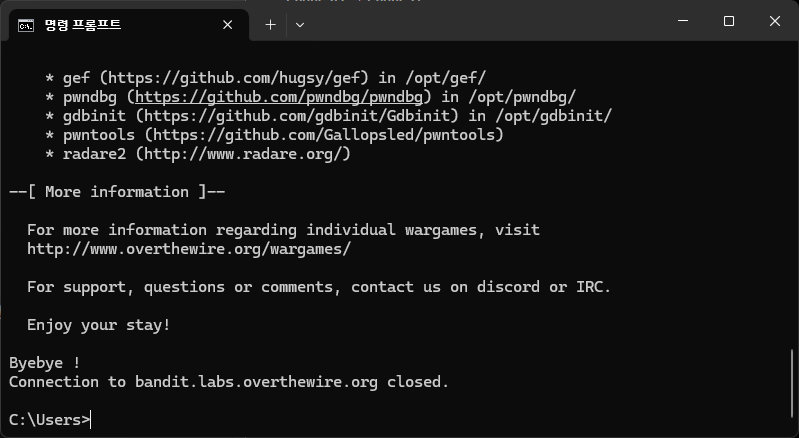 명령 프롬프트
* gef (https://github.com/hugsy/gef) in /opt/gef/
* pwndbg (https://github.com/pwndbg/pwndbg) in /opt/pwndbg/
* gdbinit (https://github.com/gdbinit/Gdbinit) in /opt/gdbinit/
* pwntools (https://github.com/Gallopsled/pwntools)
* radare2 (http://www.radare.org/)
--[ More information ]--
For more information regarding individual wargames, visit
http://www.overthewire.org/wargames/
For support, questions or comments, contact us on discord or IRC.
Enjoy your stay!
Byebye !
Connection to bandit.labs.overthewire.org closed.
C:\Users>